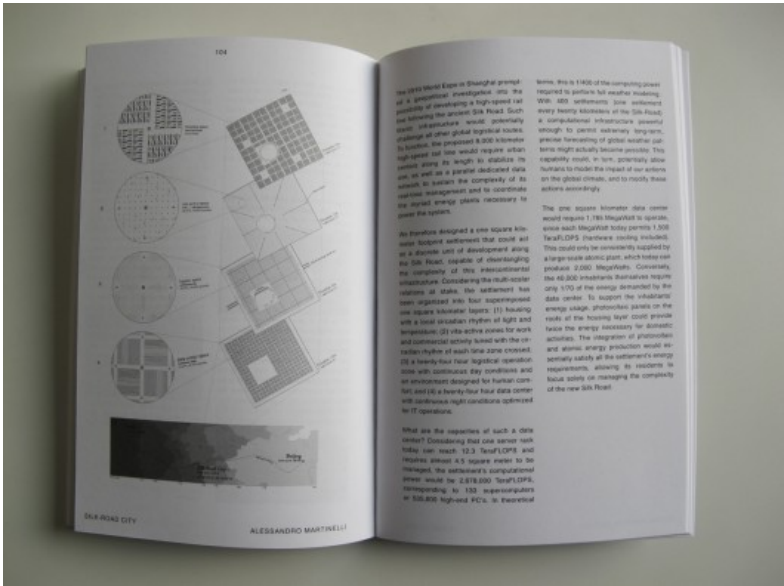 104
Beijing
SILK-ROAD CITY
ALESSANDRO MARTINELLI
The 2010 World Expo in Shanghai prompt-
ed a geopolitical investigation into the
possibility of developing a high-speed rail
line following the ancient Silk Road. Such
infrastructure would potentially
challenge all other global logistical routes.
To function, the proposed 8,000 kilometer
high-speed rail line would require urban
centers along its length to stabilize its
use, as well as a parallel dedicated data
network to sustain the complexity of its
real-time management and to coordinate
the myriad energy plants necessary to
power the system.
We therefore designed a one square kilo-
meter footprint settlement that could act
as a discrete unit of development along
the Silk Road, capable of disentangling
the complexity of this intercontinental
infrastructure. Considering the multi-scalar
relations at stake, the settlement has
been organized into four superimposed
one square kilometer layers: (1) housing
with a local circadian rhythm of light and
temperature; (2) vita-activa zones for work
and commercial activity tuned with the cir-
cadian rhythm of each time zone crossed;
(3) a twenty-four hour logistical operation
zone with continuous day conditions and
an environment designed for human com-
fort; and (4) a twenty-four hour data center
with continuous night conditions optimized
for IT operations.
What are the capacities of such a data
center? Considering that one server rack
today can reach 12.3 TeraFLOPS and
requires almost 4.5 square meter to be
managed, the settlement's computational
power would be 2,678,000 TeraFLOPS,
corresponding to 150 supercomputers
or 535,600 high-end PC's. In theoretical
terms, this is 1/400 of the computing power
required to perform full weather modeling.
With 400 settlements (one settlement
every twenty kilometers of the Silk Road)
a computational infrastructure powerful
enough to permit extremely long-term,
precise forecasting of global weather pat-
terns might actually become possible. This
capability could, in turn, potentially allow
humans to model the impact of our actions
on the global climate, and to modify these
actions accordingly.
The one square kilometer data center
would require 1,785 MegaWatt to operate,
since each MegaWatt today permits 1,500
TeraFLOPS (hardware cooling included).
This could only be consistently supplied by
a large-scale atomic plant, which today can
produce 2,000 MegaWatts. Conversely,
the 40,000 inhabitants themselves require
only 1/70 of the energy demanded by the
data center. To support the inhabitants'
energy usage, photovoltaic panels on the
roofs of the housing layer could provide
twice the energy necessary for domestic
activities. The integration of photovoltaic
and atomic energy production would es-
sentially satisfy all the settlement's energy
requirements, allowing its residents to
focus solely on managing the complexity
of the new Silk Road.